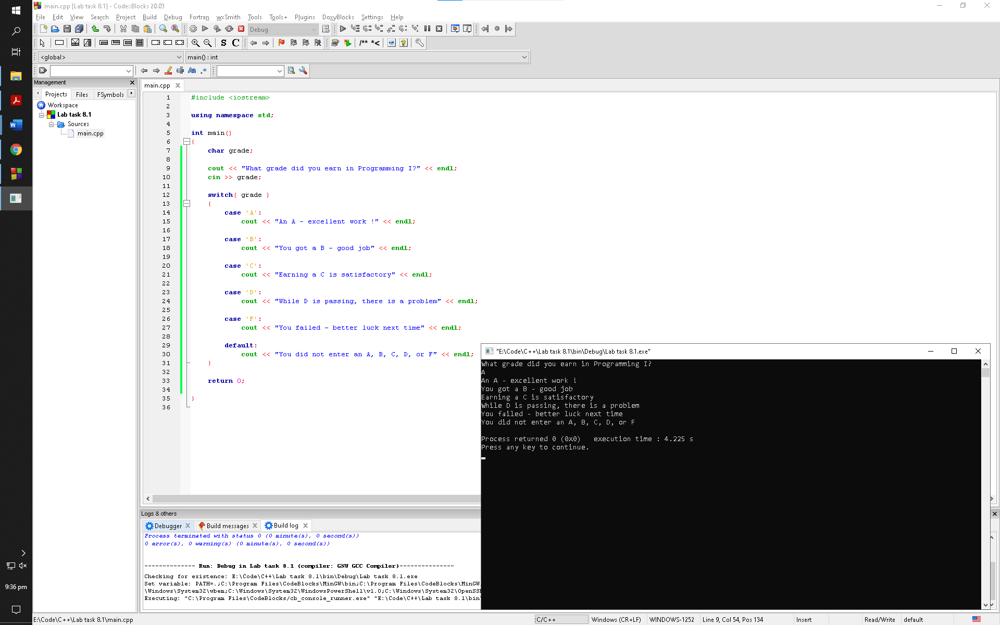 main.cpp [Lab task 8.1] - Code::Blocks 20.03
File Edit View Search Project Build Debug Fortran wxSmith Tools Tools+ Plugins DoxyBlocks Settings Help
Debug
S C /** *<
<global> main() : int
Aa .*
Management
main.cpp
Projects Files FSymbols
Workspace
Lab task 8.1
Sources
main.cpp
1 #include <iostream>
2
3 using namespace std;
4
5 int main()
6 {
7 char grade;
8
9 cout << "What grade did you earn in Programming I?" << endl;
10 cin >> grade;
11
12 switch( grade )
13 {
14 case 'A':
15 cout << "An A - excellent work !" << endl;
16
17 case 'B':
18 cout << "You got a B - good job" << endl;
19
20 case 'C':
21 cout << "Earning a C is satisfactory" << endl;
22
23 case 'D':
24 cout << "While D is passing, there is a problem" << endl;
25
26 case 'F':
27 cout << "You failed - better luck next time" << endl;
28
29 default:
30 cout << "You did not enter an A, B, C, D, or F" << endl;
31 }
32
33 return 0;
34
35 }
36
"E:\Code\C++\Lab task 8.1\bin\Debug\Lab task 8.1.exe"
What grade did you earn in Programming I?
A
An A - excellent work !
You got a B - good job
Earning a C is satisfactory
While D is passing, there is a problem
You failed - better luck next time
You did not enter an A, B, C, D, or F
Process returned 0 (0x0) execution time : 4.225 s
Press any key to continue.
Logs & others
Debugger Build messages Build log
Process terminated with status 0 (0 minute(s), 0 second(s))
0 error(s), 0 warning(s) (0 minute(s), 0 second(s))
-------------- Run: Debug in Lab task 8.1 (compiler: GNU GCC Compiler)---------------
Checking for existence: E:\Code\C++\Lab task 8.1\bin\Debug\Lab task 8.1.exe
Set variable: PATH=.;C:\Program Files\CodeBlocks\MinGW\bin;C:\Program Files\CodeBlocks\MinGW
\Windows\System32\wbem;C:\Windows\System32\WindowsPowerShell\v1.0;C:\Windows\System32\OpenSSH
Executing: "C:\Program Files\CodeBlocks/cb_console_runner.exe" "E:\Code\C++\Lab task 8.1\bin
9:36 pm
E:\Code\C++\Lab task 8.1\main.cpp C/C++ Windows (CR+LF) WINDOWS-1252 Line 9, Col 54, Pos 134 Insert Read/Write default